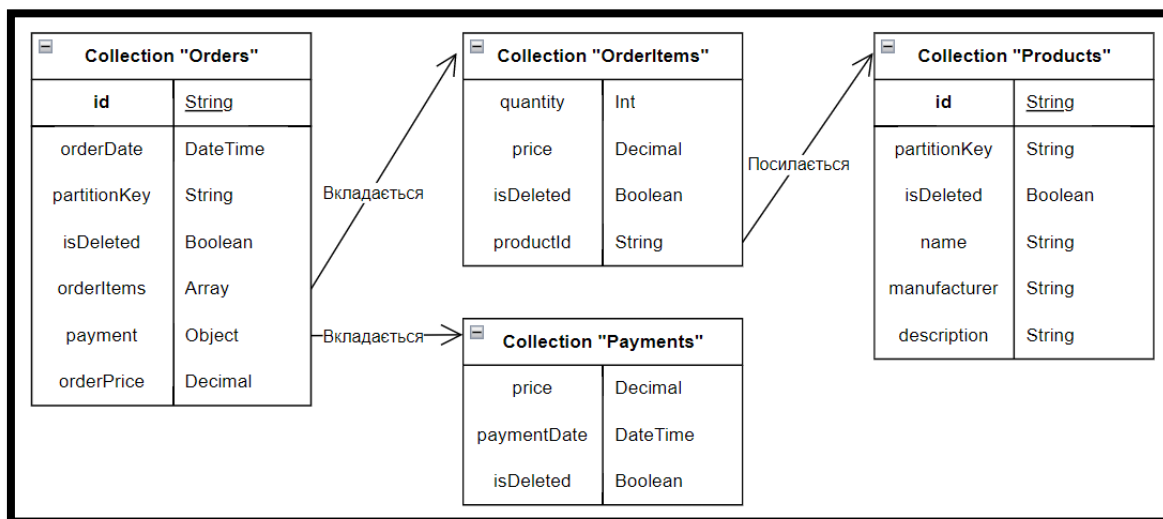 Collection "Orders"
id String
orderDate DateTime
partitionKey String
isDeleted Boolean
orderItems Array
payment Object
orderPrice Decimal
Вкладається
Вкладається
Collection "OrderItems"
quantity Int
price Decimal
isDeleted Boolean
productId String
Посилається
Collection "Payments"
price Decimal
paymentDate DateTime
isDeleted Boolean
Collection "Products"
id String
partitionKey String
isDeleted Boolean
name String
manufacturer String
description String